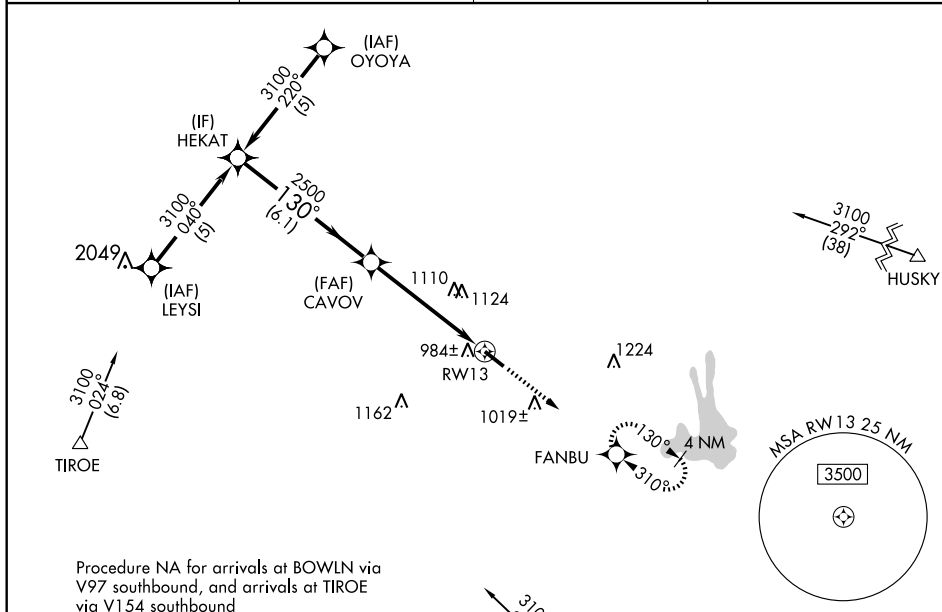 (IAF)
OYOYA
3100
220°
(5)
(IF)
HEKAT
3100
040°
(5)
2500
130°
(6.1)
2049
(IAF)
LEYSI
(FAF)
CAVOV
1110
1124
3100
292°
(38)
HUSKY
984±
RW13
1224
3100
024°
(6.8)
TIROE
1162
1019±
FANBU
130°
4 NM
310°
MSA RW13 25 NM
3500
Procedure NA for arrivals at BOWLN via
V97 southbound, and arrivals at TIROE
via V154 southbound